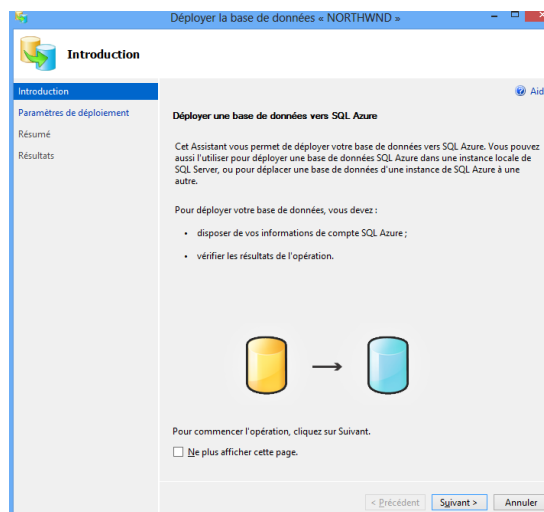 Déployer la base de données « NORTHWND »
Introduction
Introduction
Paramètres de déploiement
Résumé
Résultats
Aid
Déployer une base de données vers SQL Azure
Cet Assistant vous permet de déployer votre base de données vers SQL Azure. Vous pouvez
aussi l'utiliser pour déployer une base de données SQL Azure dans une instance locale de
SQL Server, ou pour déplacer une base de données d'une instance de SQL Azure à une
autre.
Pour déployer votre base de données, vous devez :
• disposer de vos informations de compte SQL Azure ;
• vérifier les résultats de l'opération.
Pour commencer l'opération, cliquez sur Suivant.
Ne plus afficher cette page.
< Précédent Suivant > Annuler